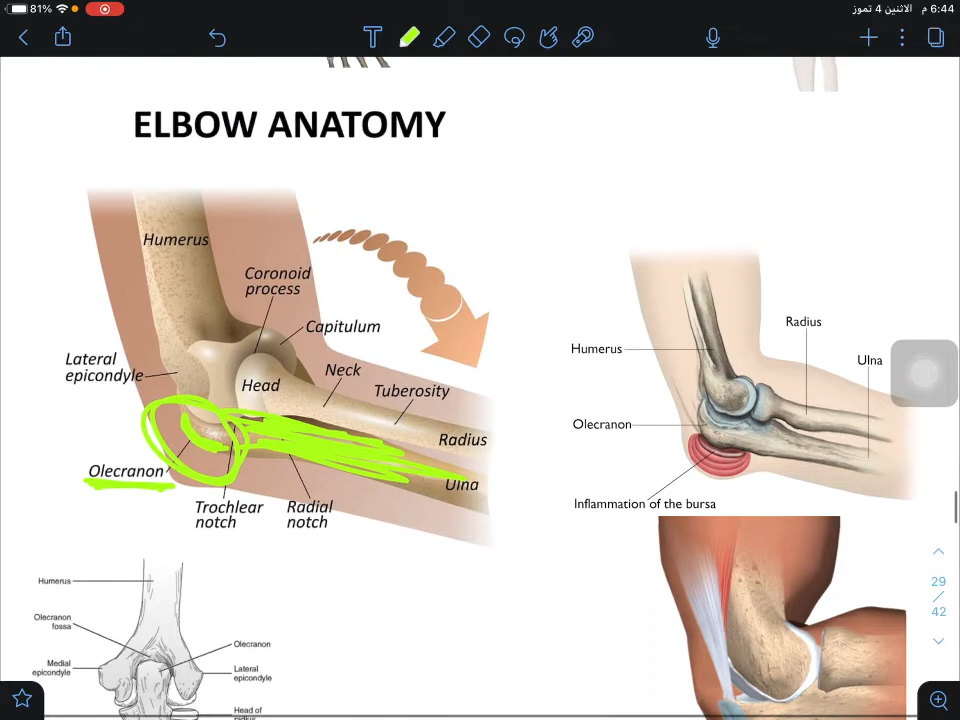 81%
6:44 م الاثنين 4 تموز
T
ELBOW ANATOMY
Humerus
Coronoid
process
Capitulum
Lateral
epicondyle
Head
Neck
Tuberosity
Radius
Ulna
Olecranon
Trochlear
notch
Radial
notch
Radius
Humerus
Ulna
Olecranon
Inflammation of the bursa
Humerus
Olecranon
fossa
Medial
epicondyle
Olecranon
Lateral
epicondyle
Head of
radius
29
/
42